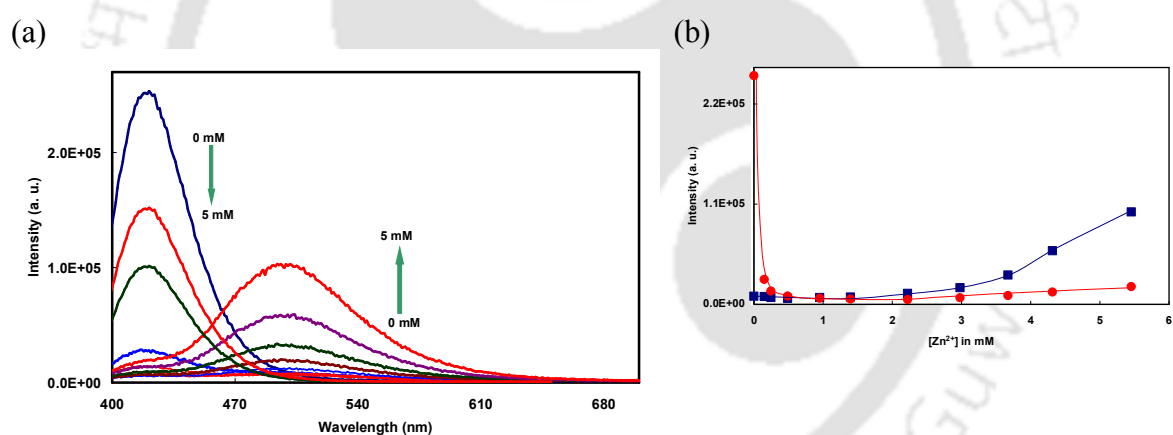 (a)
(b)
Intensity (a. u.)
2.0E+05
1.0E+05
0.0E+00
0 mM
5 mM
5 mM
0 mM
400
470
540
610
680
Wavelength (nm)
Intensity (a. u.)
2.2E+05
1.1E+05
0.0E+00
0
1
2
3
4
5
6
[Zn²⁺] in mM